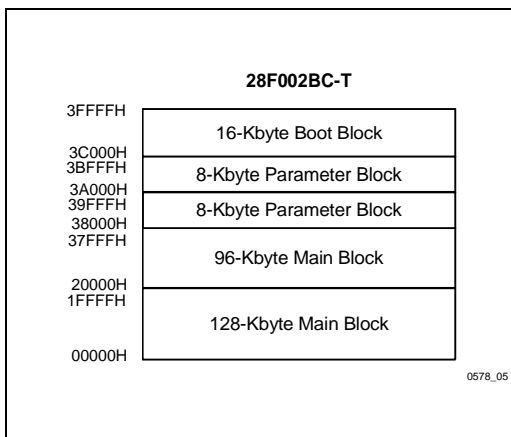 28F002BC-T
3FFFFH
16-Kbyte Boot Block
3C000H
3BFFFH
8-Kbyte Parameter Block
3A000H
39FFFH
8-Kbyte Parameter Block
38000H
37FFFH
96-Kbyte Main Block
20000H
1FFFFH
128-Kbyte Main Block
00000H
0578_05